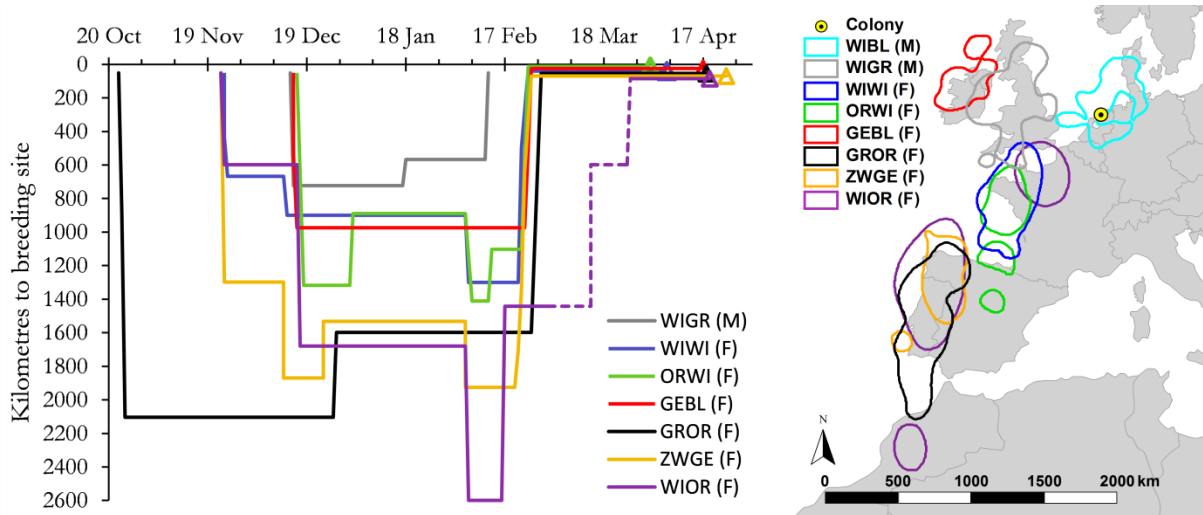 20 Oct 19 Nov 19 Dec 18 Jan 17 Feb 18 Mar 17 Apr
Kilometres to breeding site
0
200
400
600
800
1000
1200
1400
1600
1800
2000
2200
2400
2600
WIGR (M)
WIWI (F)
ORWI (F)
GEBL (F)
GROR (F)
ZWGE (F)
WIOR (F)
Colony
WIBL (M)
WIGR (M)
WIWI (F)
ORWI (F)
GEBL (F)
GROR (F)
ZWGE (F)
WIOR (F)
N
0 500 1000 1500 2000 km